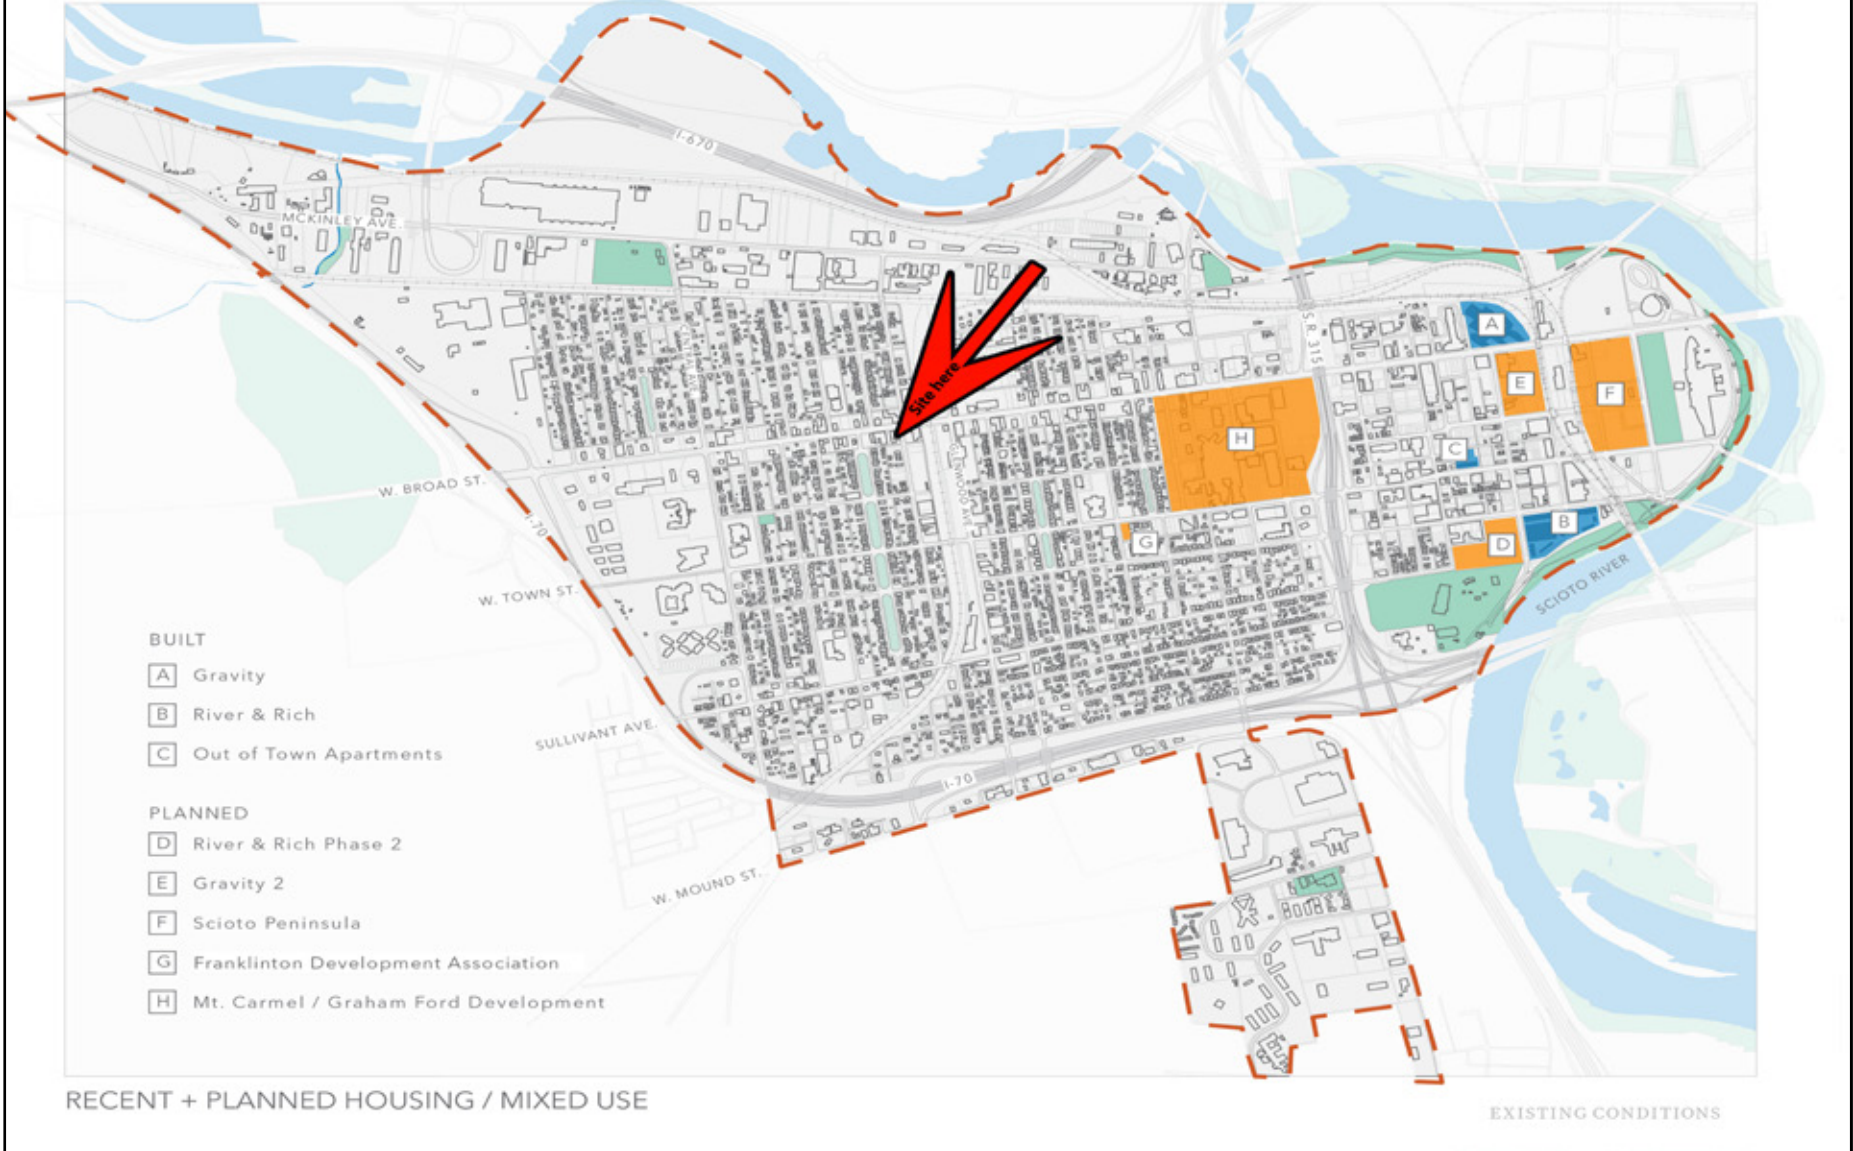 I-670
MCKINLEY AVE.
Site here
S.R. 315
A
E
F
H
C
GLENWOOD AVE.
W. BROAD ST.
I-70
B
G
D
W. TOWN ST.
SCIOTO RIVER
SULLIVANT AVE.
I-70
W. MOUND ST.
BUILT
A Gravity
B River & Rich
C Out of Town Apartments
PLANNED
D River & Rich Phase 2
E Gravity 2
F Scioto Peninsula
G Franklinton Development Association
H Mt. Carmel / Graham Ford Development
RECENT + PLANNED HOUSING / MIXED USE
EXISTING CONDITIONS